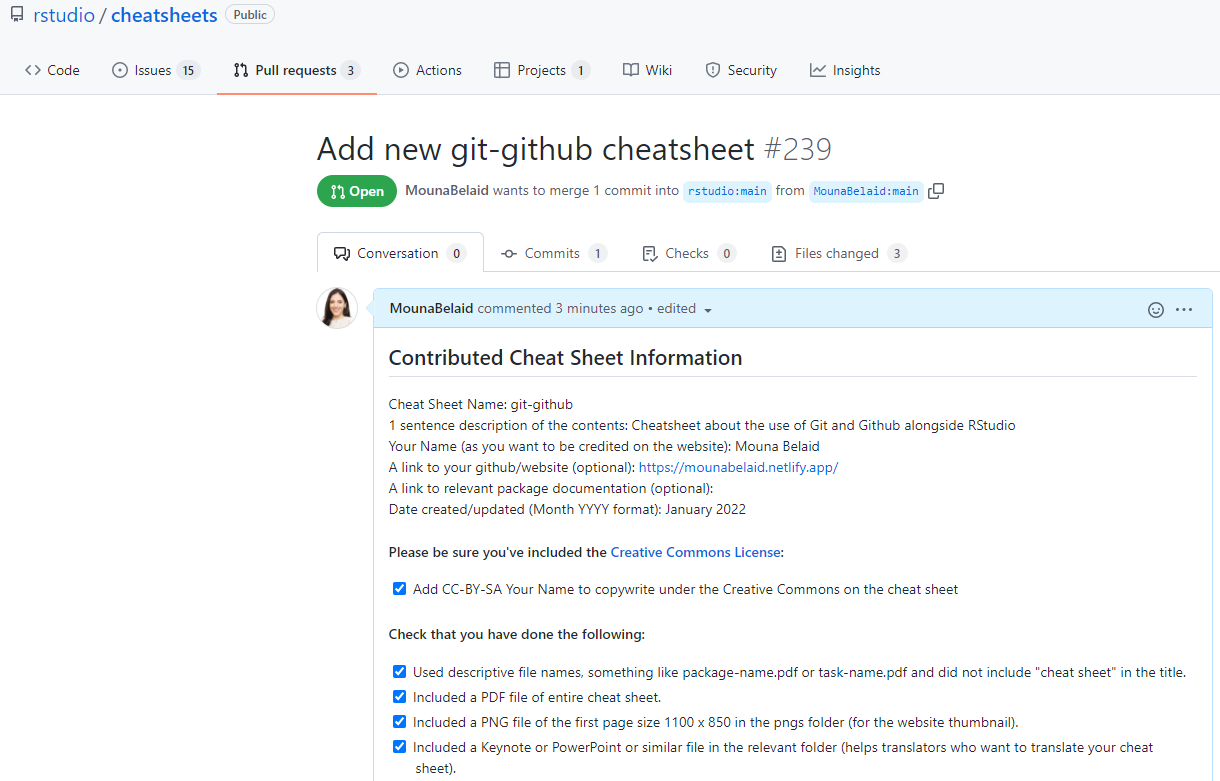 rstudio / cheatsheets Public
Code Issues 15 Pull requests 3 Actions Projects 1 Wiki Security Insights
Add new git-github cheatsheet #239
Open MounaBelaid wants to merge 1 commit into rstudio:main from MounaBelaid:main
Conversation 0 Commits 1 Checks 0 Files changed 3
MounaBelaid commented 3 minutes ago • edited
Contributed Cheat Sheet Information
Cheat Sheet Name: git-github
1 sentence description of the contents: Cheatsheet about the use of Git and Github alongside RStudio
Your Name (as you want to be credited on the website): Mouna Belaid
A link to your github/website (optional): https://mounabelaid.netlify.app/
A link to relevant package documentation (optional):
Date created/updated (Month YYYY format): January 2022
Please be sure you've included the Creative Commons License:
Add CC-BY-SA Your Name to copywrite under the Creative Commons on the cheat sheet
Check that you have done the following:
Used descriptive file names, something like package-name.pdf or task-name.pdf and did not include "cheat sheet" in the title.
Included a PDF file of entire cheat sheet.
Included a PNG file of the first page size 1100 x 850 in the pngs folder (for the website thumbnail).
Included a Keynote or PowerPoint or similar file in the relevant folder (helps translators who want to translate your cheat
sheet).